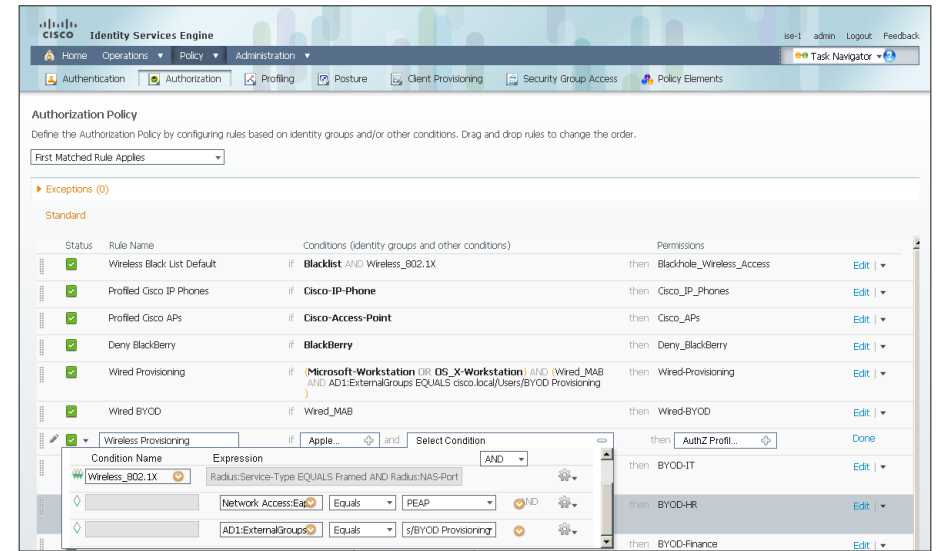 CISCO Identity Services Engine
ise-1 admin Logout Feedback
Home Operations Policy Administration
Task Navigator
Authentication Authorization Profiling Posture Client Provisioning Security Group Access Policy Elements
Authorization Policy
Define the Authorization Policy by configuring rules based on identity groups and/or other conditions. Drag and drop rules to change the order.
First Matched Rule Applies
Exceptions (0)
Standard
Status Rule Name Conditions (identity groups and other conditions) Permissions
Wireless Black List Default if Blacklist AND Wireless_802.1X then Blackhole_Wireless_Access Edit |
Profiled Cisco IP Phones if Cisco-IP-Phone then Cisco_IP_Phones Edit |
Profiled Cisco APs if Cisco-Access-Point then Cisco_APs Edit |
Deny BlackBerry if BlackBerry then Deny_BlackBerry Edit |
Wired Provisioning if (Microsoft-Workstation OR OS_X-Workstation) AND (Wired_MAB then Wired-Provisioning Edit |
AND AD1:ExternalGroups EQUALS cisco.local/Users/BYOD Provisioning
)
Wired BYOD if Wired_MAB then Wired-BYOD Edit |
Wireless Provisioning if Apple... and Select Condition then AuthZ Profil... Done
Condition Name Expression AND
then BYOD-IT Edit |
Wireless_802.1X Radius:Service-Type EQUALS Framed AND Radius:NAS-Port
Network Access:Eap Equals PEAP AND
then BYOD-HR Edit |
AD1:ExternalGroups Equals s/BYOD Provisioning
then BYOD-Finance Edit |